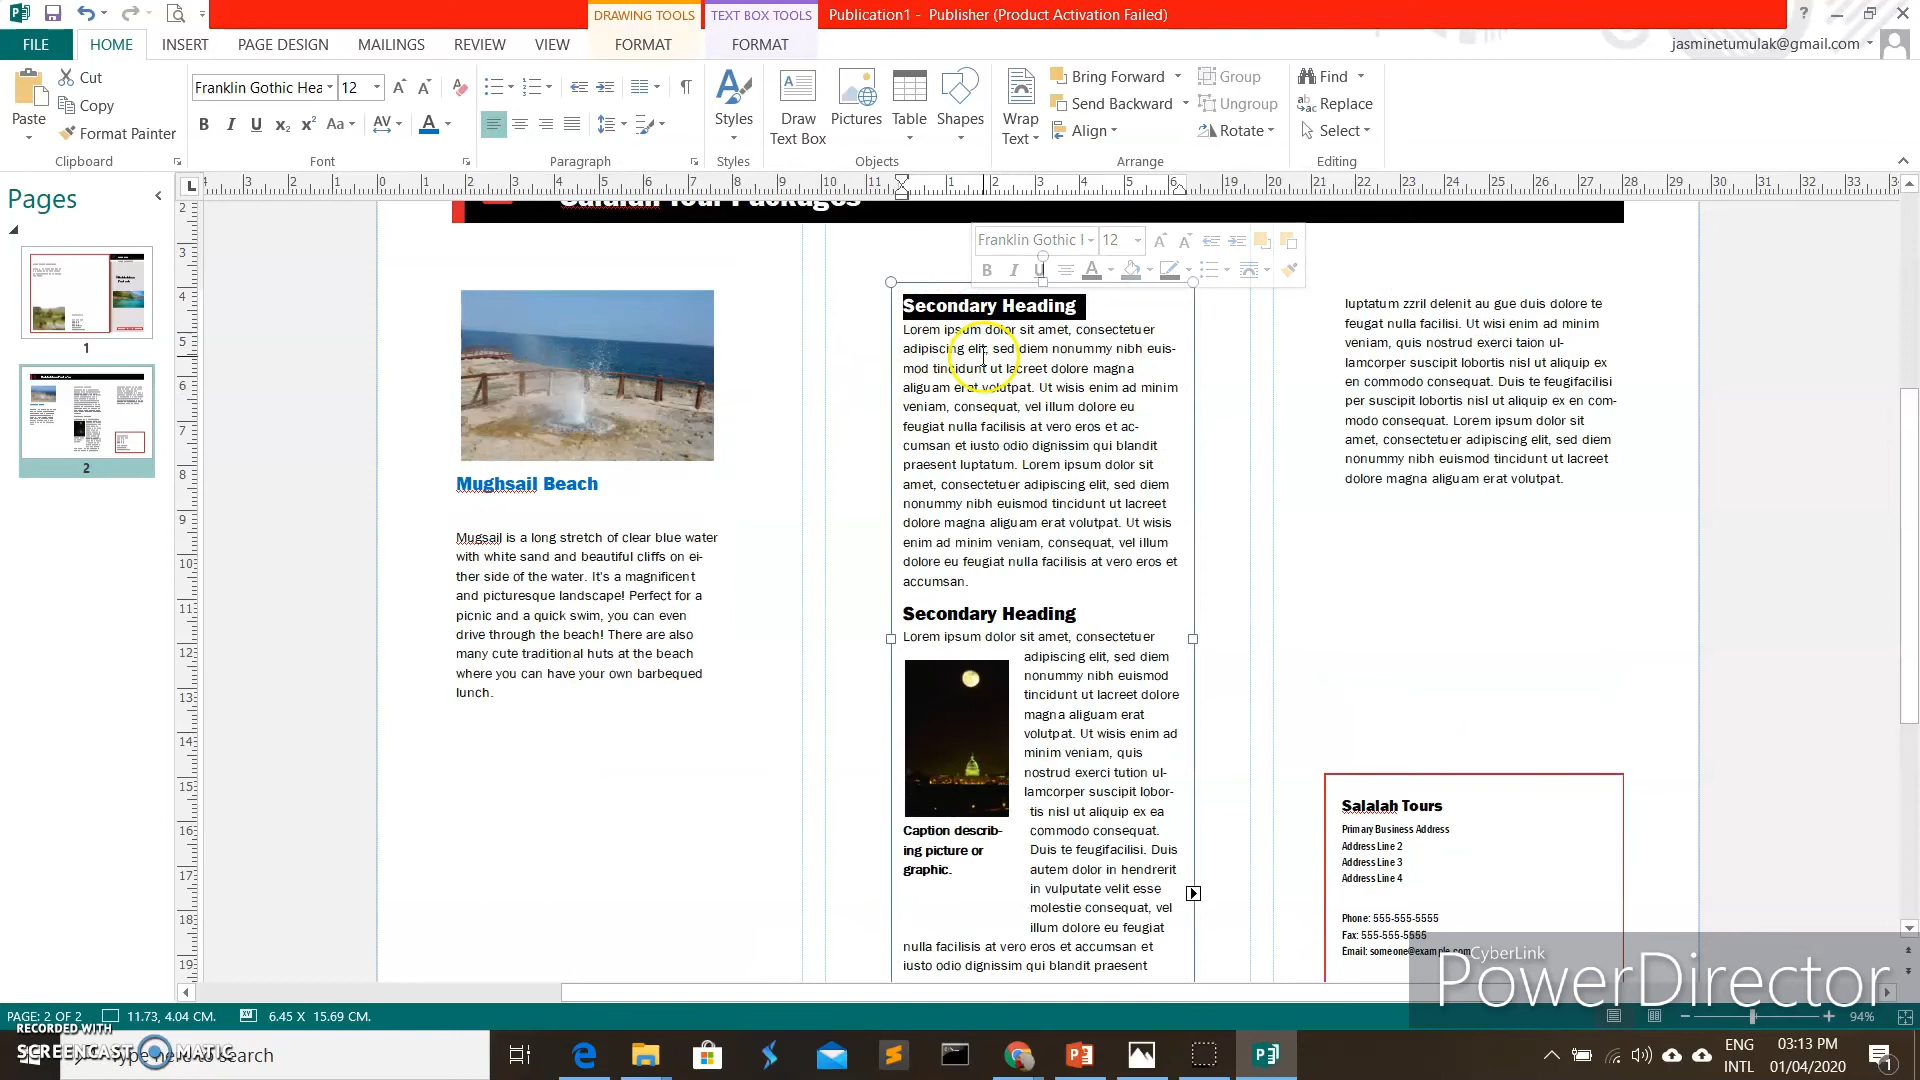 DRAWING TOOLS
TEXT BOX TOOLS
Publication1 - Publisher (Product Activation Failed)
?
FILE
HOME
INSERT
PAGE DESIGN
MAILINGS
REVIEW
VIEW
FORMAT
FORMAT
jasminetumulak@gmail.com
Paste
Cut
Copy
Format Painter
Clipboard
Franklin Gothic Hea
12
Font
Paragraph
Styles
Styles
Draw
Text Box
Pictures
Table
Shapes
Objects
Wrap
Text
Bring Forward
Send Backward
Align
Group
Ungroup
Rotate
Arrange
Find
Replace
Select
Editing
Pages
1
2
Salalah Tour Packages
Franklin Gothic I
12
Mughsail Beach
Mugsail is a long stretch of clear blue water
with white sand and beautiful cliffs on ei-
ther side of the water. It's a magnificent
and picturesque landscape! Perfect for a
picnic and a quick swim, you can even
drive through the beach! There are also
many cute traditional huts at the beach
where you can have your own barbequed
lunch.
Secondary Heading
Lorem ipsum dolor sit amet, consectetuer
adipiscing elit, sed diem nonummy nibh euis-
mod tincidunt ut lacreet dolore magna
aliguam erat volutpat. Ut wisis enim ad minim
veniam, consequat, vel illum dolore eu
feugiat nulla facilisis at vero eros et ac-
cumsan et iusto odio dignissim qui blandit
praesent luptatum. Lorem ipsum dolor sit
amet, consectetuer adipiscing elit, sed diem
nonummy nibh euismod tincidunt ut lacreet
dolore magna aliguam erat volutpat. Ut wisis
enim ad minim veniam, consequat, vel illum
dolore eu feugiat nulla facilisis at vero eros et
accumsan.
Secondary Heading
Lorem ipsum dolor sit amet, consectetuer
adipiscing elit, sed diem
nonummy nibh euismod
tincidunt ut lacreet dolore
magna aliguam erat
volutpat. Ut wisis enim ad
minim veniam, quis
nostrud exerci tution ul-
lamcorper suscipit lobor-
tis nisl ut aliquip ex ea
commodo consequat.
Duis te feugifacilisi. Duis
autem dolor in hendrerit
in vulputate velit esse
molestie consequat, vel
illum dolore eu feugiat
nulla facilisis at vero eros et accumsan et
iusto odio dignissim qui blandit praesent
Caption describ-
ing picture or
graphic.
luptatum zzril delenit au gue duis dolore te
feugat nulla facilisi. Ut wisi enim ad minim
veniam, quis nostrud exerci taion ul-
lamcorper suscipit lobortis nisl ut aliquip ex
en commodo consequat. Duis te feugifacilisi
per suscipit lobortis nisl ut aliquip ex en com-
modo consequat. Lorem ipsum dolor sit
amet, consectetuer adipiscing elit, sed diem
nonummy nibh euismod tincidunt ut lacreet
dolore magna aliguam erat volutpat.
Salalah Tours
Primary Business Address
Address Line 2
Address Line 3
Address Line 4
Phone: 555-555-5555
Fax: 555-555-5555
Email: someone@example.com
CyberLink
PowerDirector
PAGE: 2 OF 2
11.73, 4.04 CM.
6.45 X 15.69 CM.
94%
RECORDED WITH
SCREENCAST MATIC
Type here to search
ENG
INTL
03:13 PM
01/04/2020
1